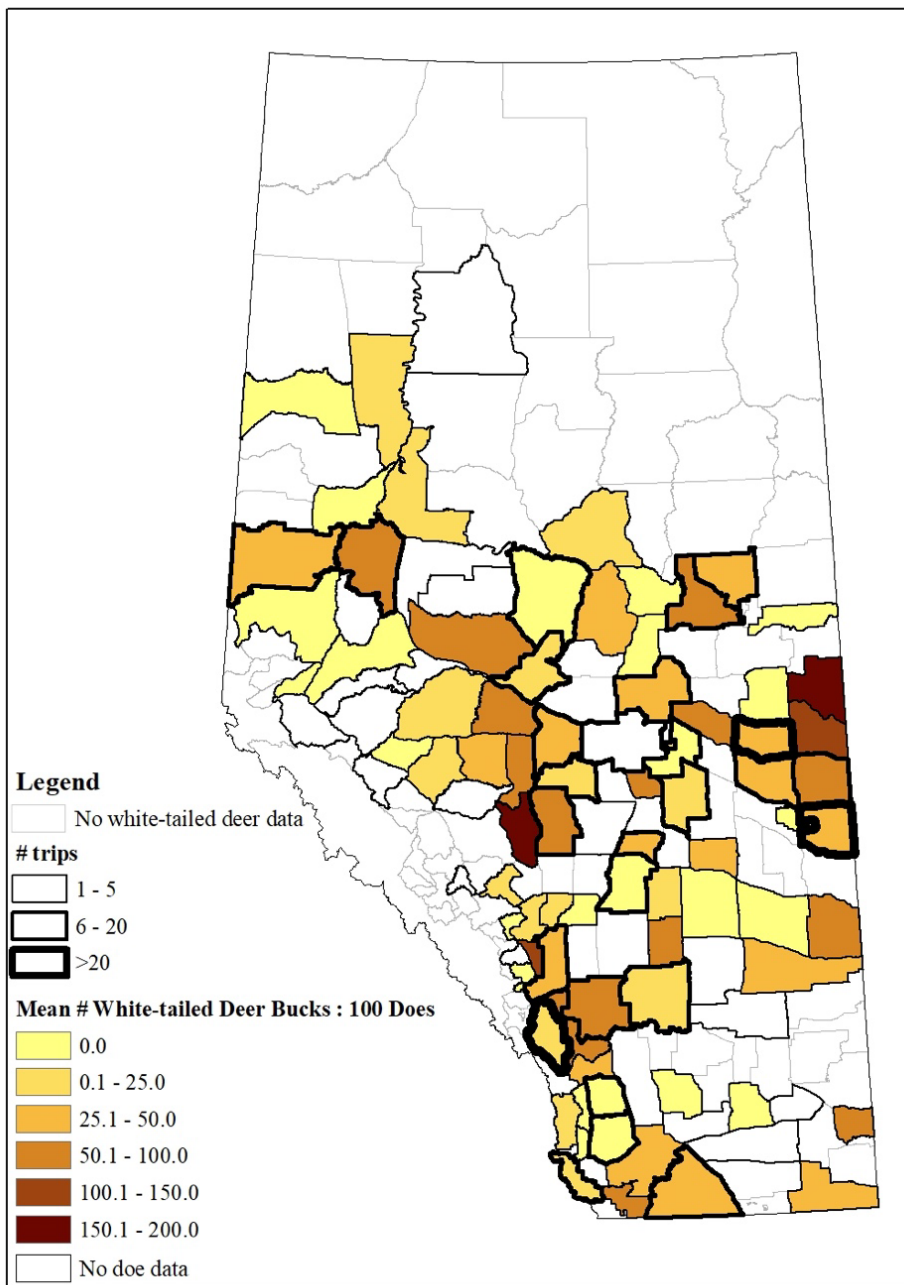 Legend
No white-tailed deer data
# trips
1 - 5
6 - 20
>20
Mean # White-tailed Deer Bucks : 100 Does
0.0
0.1 - 25.0
25.1 - 50.0
50.1 - 100.0
100.1 - 150.0
150.1 - 200.0
No doe data